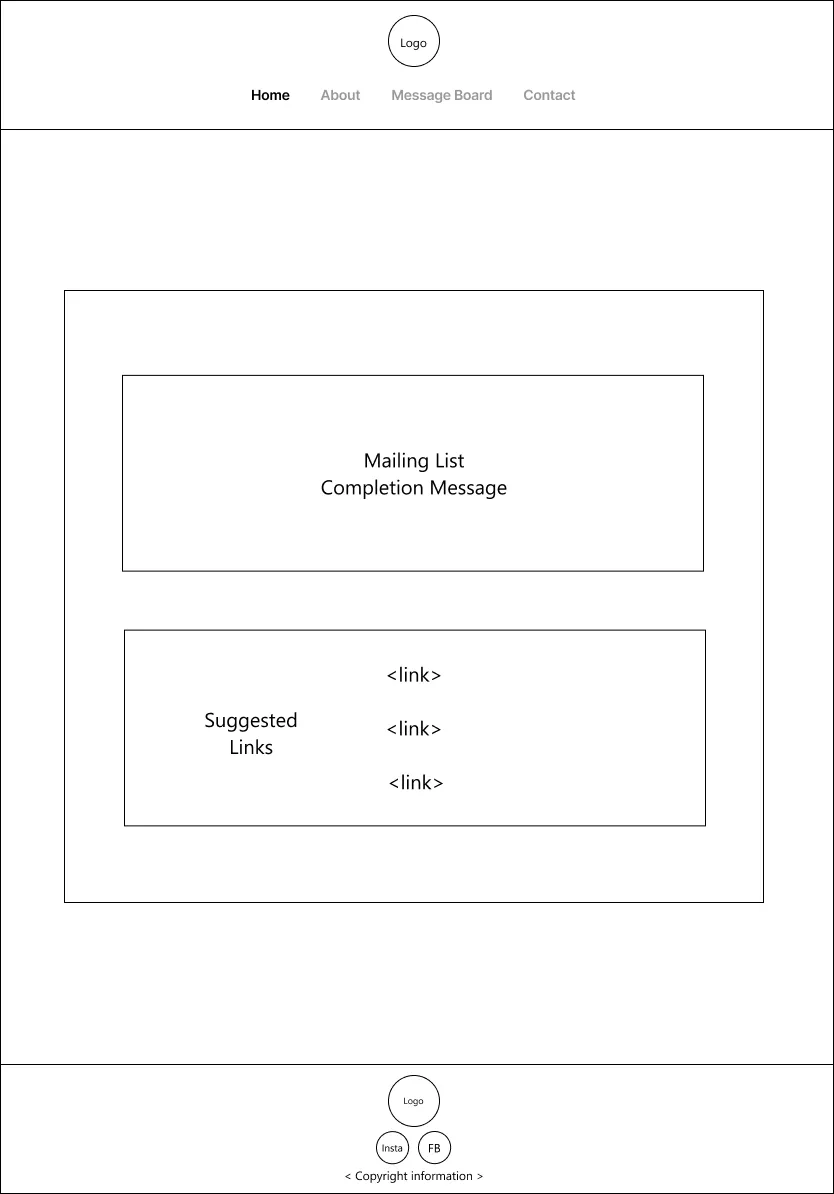 Logo
Home About Message Board Contact
Mailing List
Completion Message
<link>
Suggested
Links
<link>
<link>
Logo
Insta FB
< Copyright information >